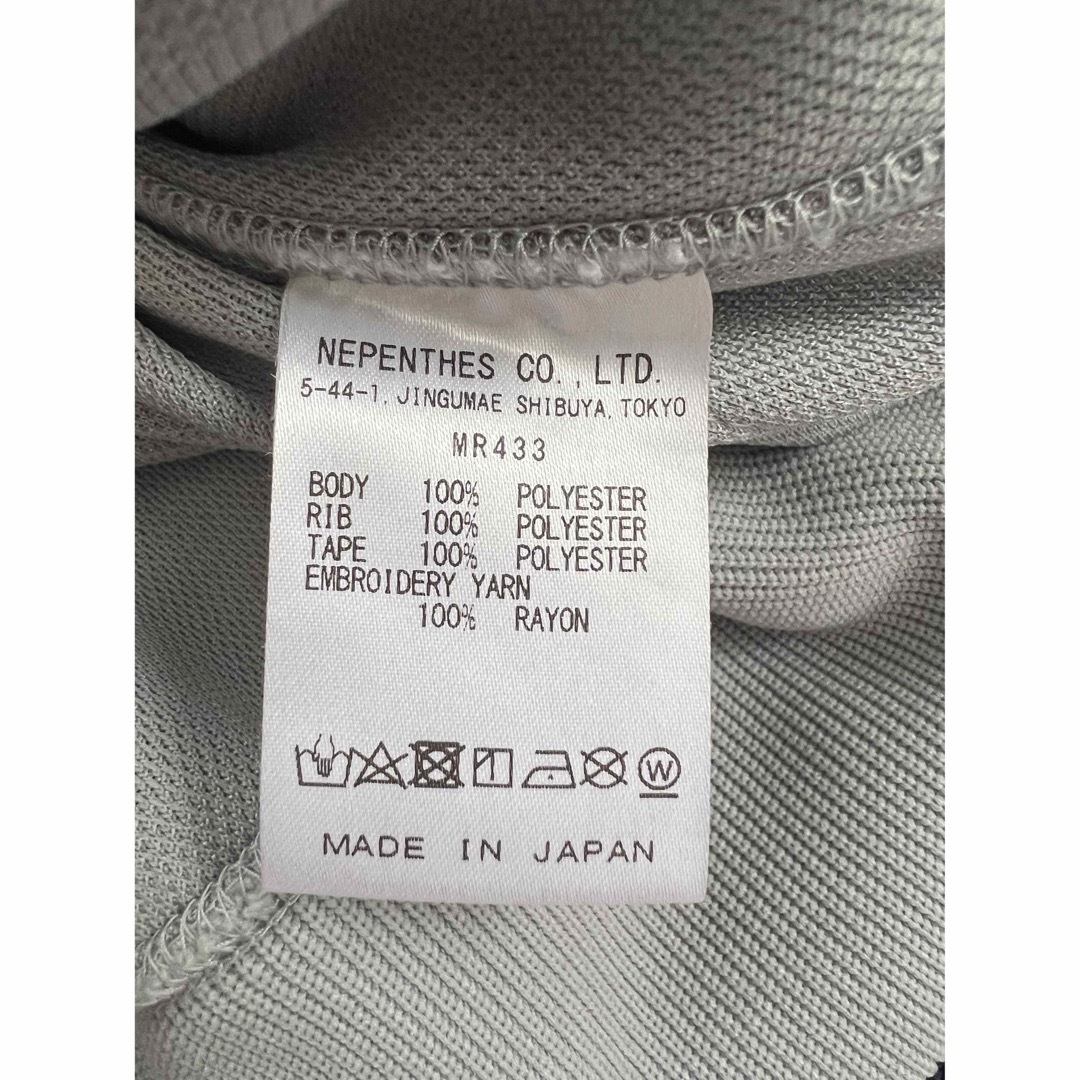 NEPENTHES CO., LTD.
5-44-1, JINGUMAE SHIBUYA, TOKYO
MR433
BODY 100% POLYESTER
RIB 100% POLYESTER
TAPE 100% POLYESTER
EMBROIDERY YARN
100% RAYON
W
MADE IN JAPAN